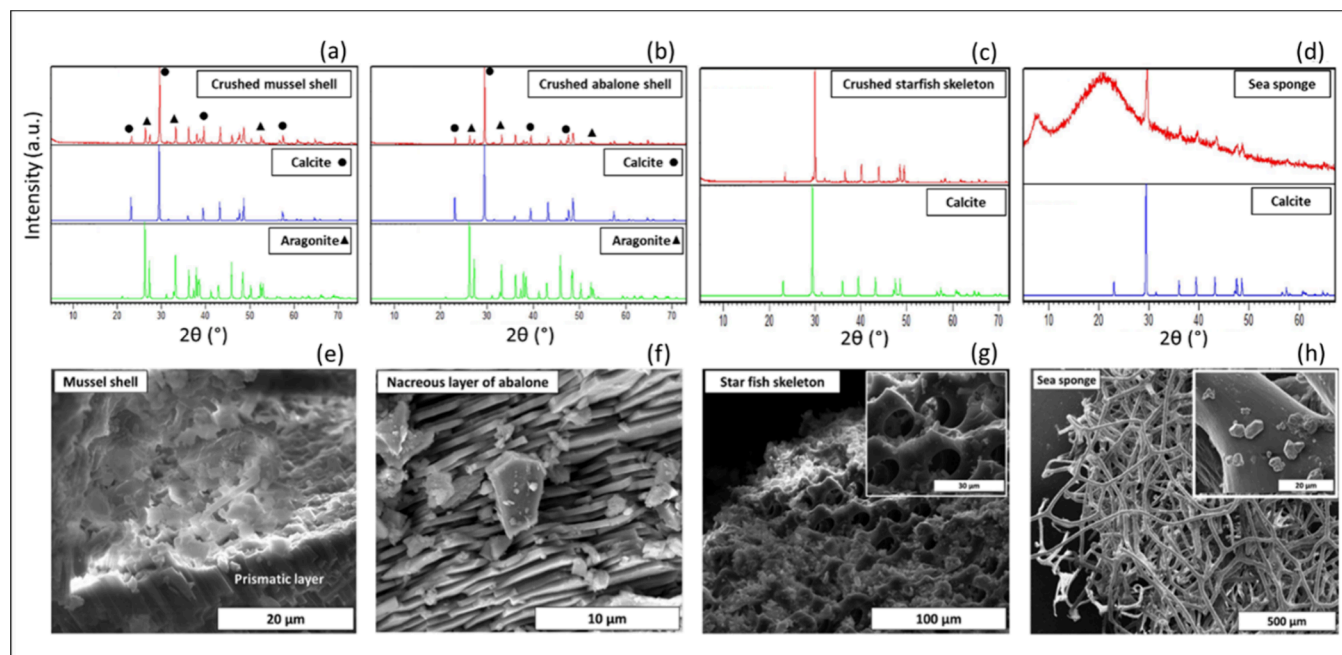 (a)
(b)
(c)
(d)
Intensity (a.u.)
Crushed mussel shell
Calcite ●
Aragonite ▲
10 20 30 40 50 60 70
2θ (°)
Crushed abalone shell
Calcite ●
Aragonite ▲
10 20 30 40 50 60 70
2θ (°)
Crushed starfish skeleton
Calcite
10 20 30 40 50 60 70
2θ (°)
Sea sponge
Calcite
10 20 30 40 50 60
2θ (°)
(e)
(f)
(g)
(h)
Mussel shell
Prismatic layer
20 µm
Nacreous layer of abalone
10 µm
Star fish skeleton
30 µm
100 µm
Sea sponge
20 µm
500 µm